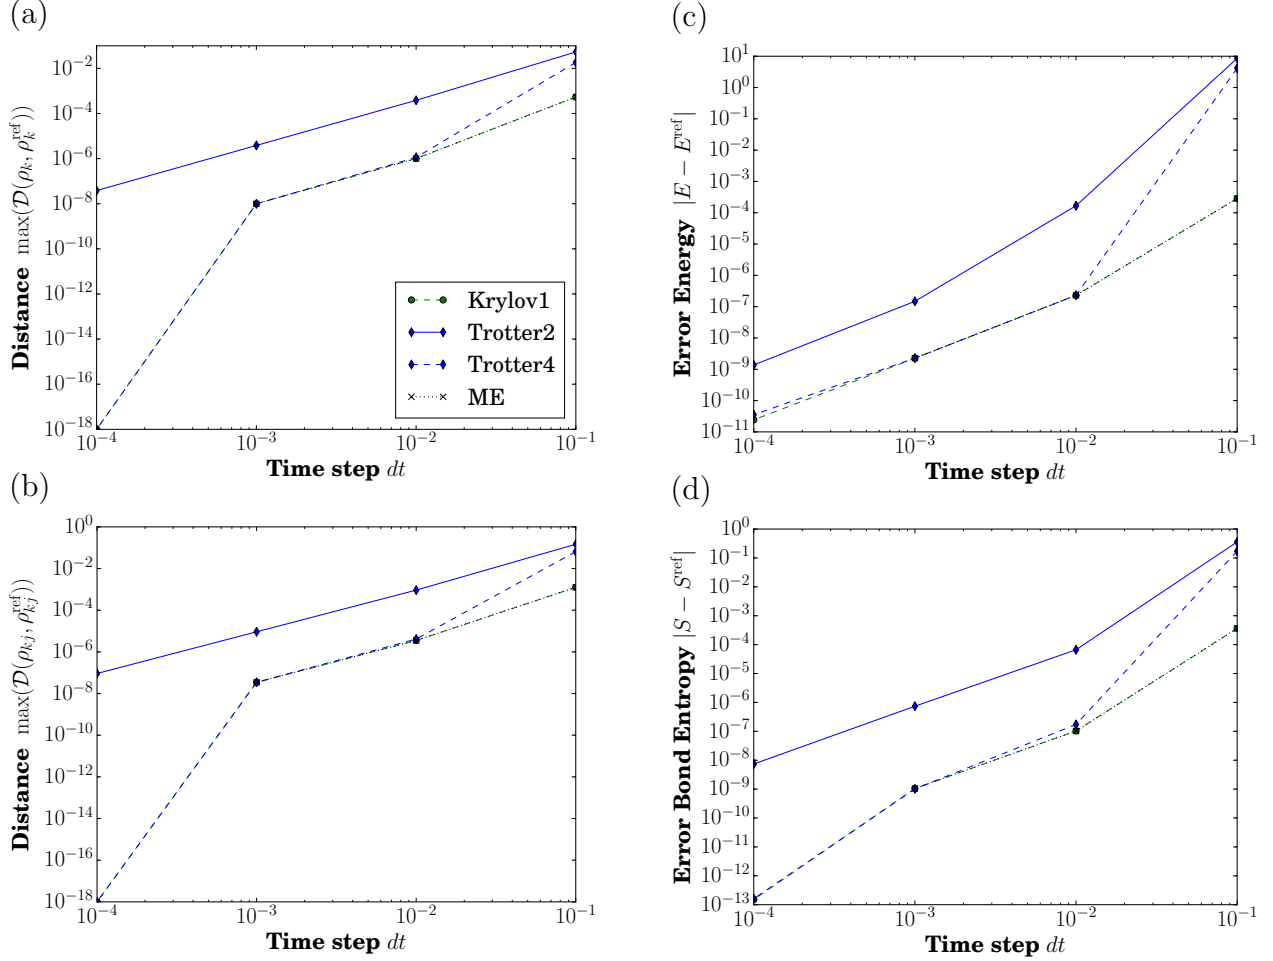 (a)
10^{-2}
10^{-4}
10^{-6}
10^{-8}
10^{-10}
10^{-12}
10^{-14}
10^{-16}
10^{-18}
Distance max(𝒟(ρ_k, ρ_k^{ref}))
Krylov1
Trotter2
Trotter4
ME
10^{-4} 10^{-3} 10^{-2} 10^{-1}
Time step dt
(b)
10^{0}
10^{-2}
10^{-4}
10^{-6}
10^{-8}
10^{-10}
10^{-12}
10^{-14}
10^{-16}
10^{-18}
Distance max(𝒟(ρ_{kj}, ρ_{kj}^{ref}))
10^{-4} 10^{-3} 10^{-2} 10^{-1}
Time step dt
(c)
10^{1}
10^{0}
10^{-1}
10^{-2}
10^{-3}
10^{-4}
10^{-5}
10^{-6}
10^{-7}
10^{-8}
10^{-9}
10^{-10}
10^{-11}
Error Energy |E − E^{ref}|
10^{-4} 10^{-3} 10^{-2} 10^{-1}
Time step dt
(d)
10^{0}
10^{-1}
10^{-2}
10^{-3}
10^{-4}
10^{-5}
10^{-6}
10^{-7}
10^{-8}
10^{-9}
10^{-10}
10^{-11}
10^{-12}
10^{-13}
Error Bond Entropy |S − S^{ref}|
10^{-4} 10^{-3} 10^{-2} 10^{-1}
Time step dt